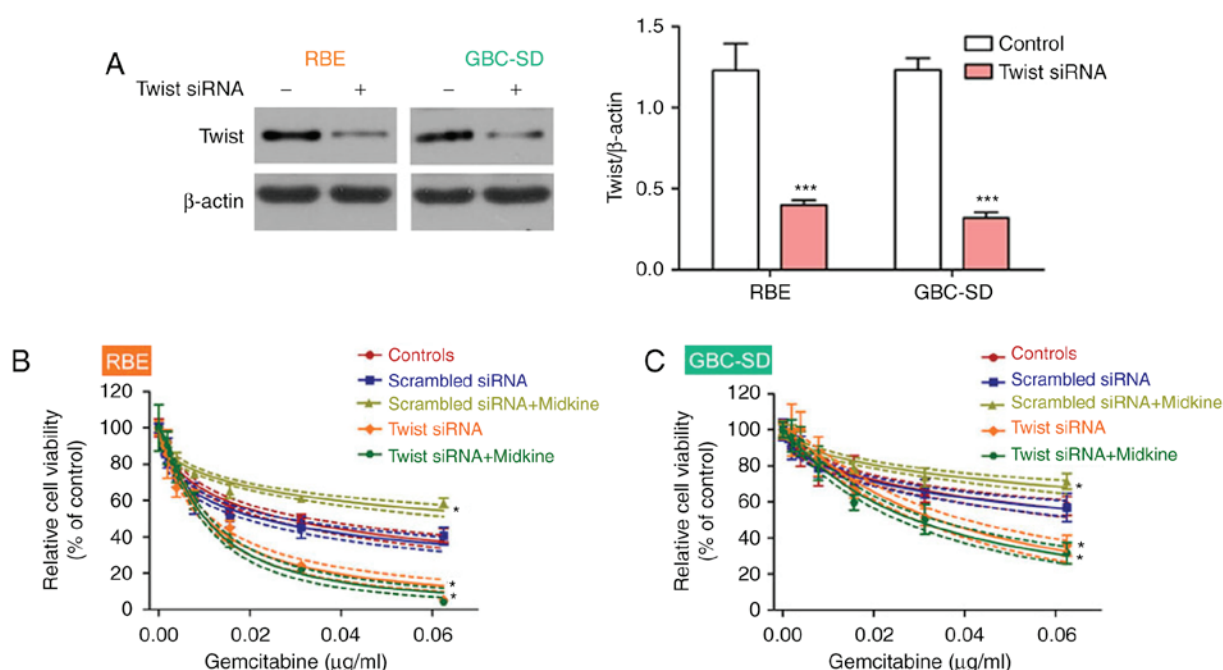 A
RBE
GBC-SD
Twist siRNA − + − +
Twist
β-actin
Twist/β-actin
1.5
1.0
0.5
0.0
Control
Twist siRNA
***
***
RBE
GBC-SD
B
RBE
Controls
Scrambled siRNA
Scrambled siRNA+Midkine
Twist siRNA
Twist siRNA+Midkine
Relative cell viability
(% of control)
120
100
80
60
40
20
0
*
*
*
0.00 0.02 0.04 0.06
Gemcitabine (μg/ml)
C
GBC-SD
Controls
Scrambled siRNA
Scrambled siRNA+Midkine
Twist siRNA
Twist siRNA+Midkine
Relative cell viability
(% of control)
120
100
80
60
40
20
0
*
*
*
0.00 0.02 0.04 0.06
Gemcitabine (μg/ml)